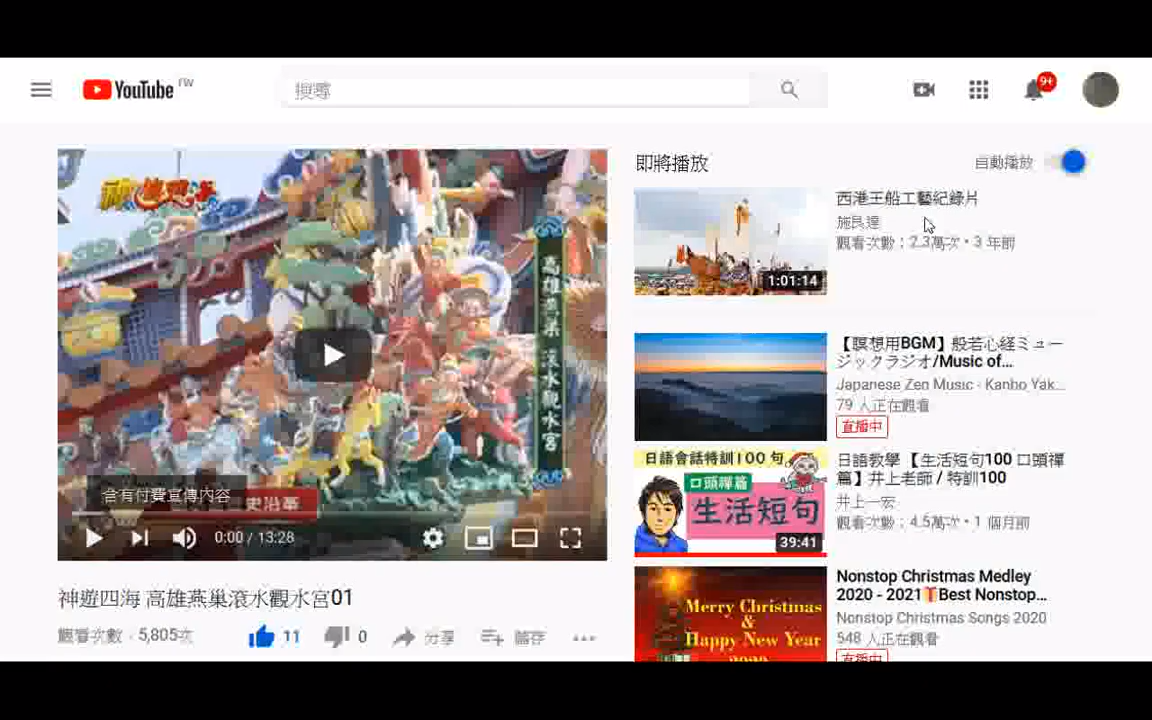 YouTube
搜尋
9+
神遊四海
高雄燕巢 滾水觀水宮
含有付費宣傳內容
史沿革
0:00 / 13:28
神遊四海 高雄燕巢滾水觀水宮01
觀看次數:5,805次
11
0
分享
儲存
即將播放
自動播放
1:01:14
西港王船工藝紀錄片
觀看次數:2.3萬次・3 年前
【瞑想用BGM】般若心経ミュー
ジックラジオ/Music of...
Japanese Zen Music - Kanho Yak...
79 人正在觀看
直播中
日語會話特訓100句
口頭禪篇
生活短句
39:41
日語教學【生活短句100 口頭禪
篇】井上老師 / 特訓100
井上一宏
觀看次數:4.5萬次・1 個月前
Merry Christmas
&
Happy New Year
Nonstop Christmas Medley
2020 - 2021🎁Best Nonstop...
Nonstop Christmas Songs 2020
548 人正在觀看
直播中